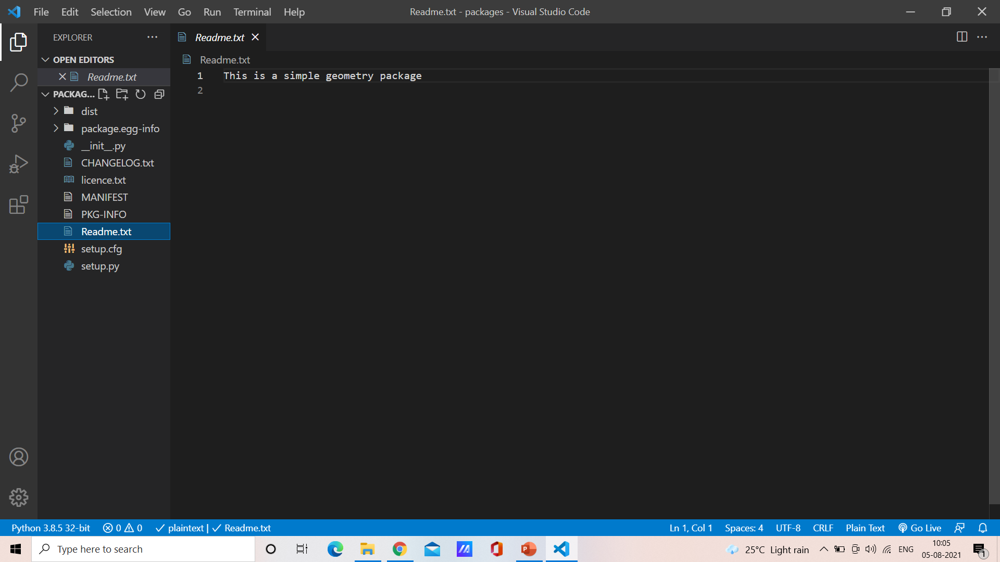 File Edit Selection View Go Run Terminal Help
Readme.txt - packages - Visual Studio Code
EXPLORER
OPEN EDITORS
Readme.txt
PACKAG...
dist
package.egg-info
__init__.py
CHANGELOG.txt
licence.txt
MANIFEST
PKG-INFO
Readme.txt
setup.cfg
setup.py
Readme.txt
Readme.txt
1 This is a simple geometry package
2
Python 3.8.5 32-bit 0 0 plaintext | Readme.txt
Ln 1, Col 1 Spaces: 4 UTF-8 CRLF Plain Text Go Live
Type here to search
25°C Light rain ENG
10:05
05-08-2021
1